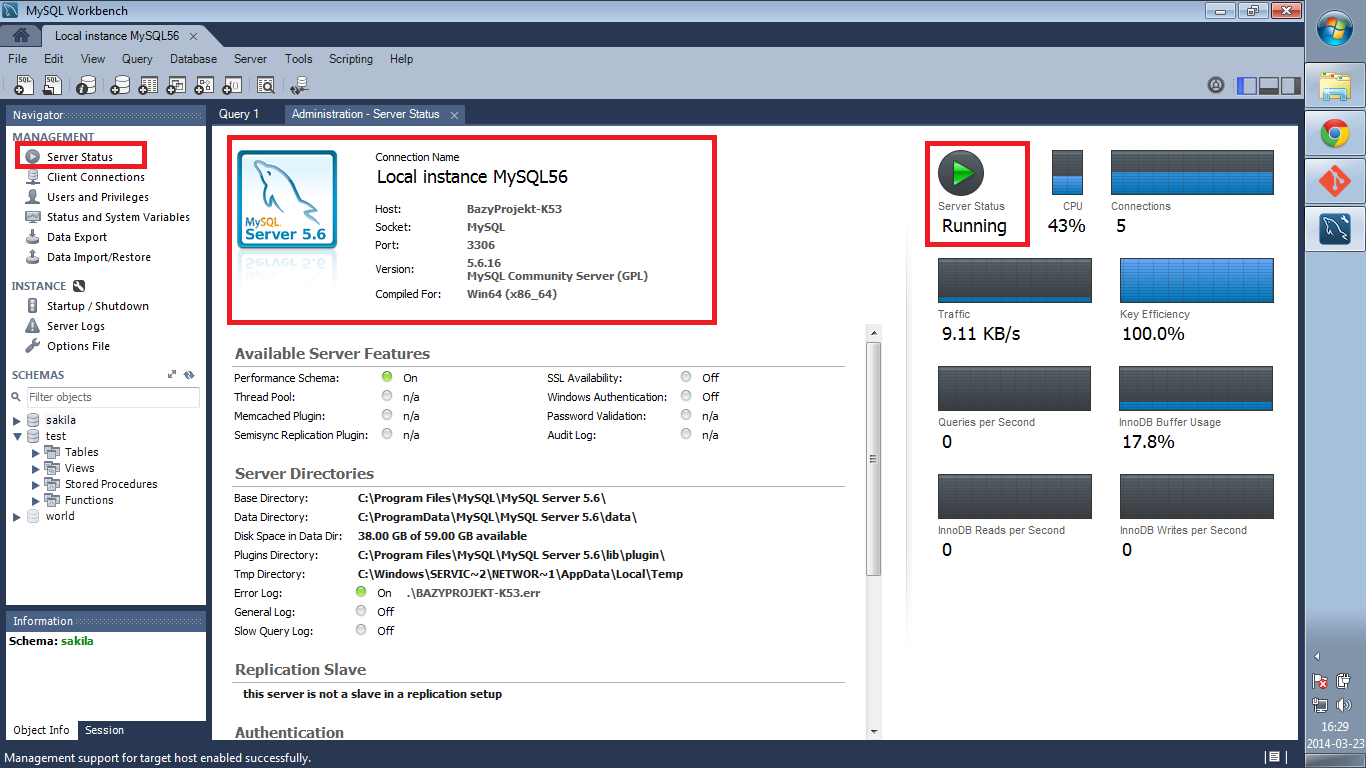 MySQL Workbench
Local instance MySQL56
File Edit View Query Database Server Tools Scripting Help
SQL SQL
Navigator
MANAGEMENT
Server Status
Client Connections
Users and Privileges
Status and System Variables
Data Export
Data Import/Restore
INSTANCE
Startup / Shutdown
Server Logs
Options File
SCHEMAS
Filter objects
sakila
test
Tables
Views
Stored Procedures
Functions
world
Information
Schema: sakila
Object Info Session
Query 1 Administration - Server Status
MySQL
Server 5.6
Connection Name
Local instance MySQL56
Host: BazyProjekt-K53
Socket: MySQL
Port: 3306
Version: 5.6.16
MySQL Community Server (GPL)
Compiled For: Win64 (x86_64)
Available Server Features
Performance Schema: On SSL Availability: Off
Thread Pool: n/a Windows Authentication: Off
Memcached Plugin: n/a Password Validation: n/a
Semisync Replication Plugin: n/a Audit Log: n/a
Server Directories
Base Directory: C:\Program Files\MySQL\MySQL Server 5.6\
Data Directory: C:\ProgramData\MySQL\MySQL Server 5.6\data\
Disk Space in Data Dir: 38.00 GB of 59.00 GB available
Plugins Directory: C:\Program Files\MySQL\MySQL Server 5.6\lib\plugin\
Tmp Directory: C:\Windows\SERVIC~2\NETWOR~1\AppData\Local\Temp
Error Log: On .\BAZYPROJEKT-K53.err
General Log: Off
Slow Query Log: Off
Replication Slave
this server is not a slave in a replication setup
Authentication
Server Status CPU Connections
Running 43% 5
Traffic Key Efficiency
9.11 KB/s 100.0%
Queries per Second InnoDB Buffer Usage
0 17.8%
InnoDB Reads per Second InnoDB Writes per Second
0 0
Management support for target host enabled successfully.
16:29
2014-03-23